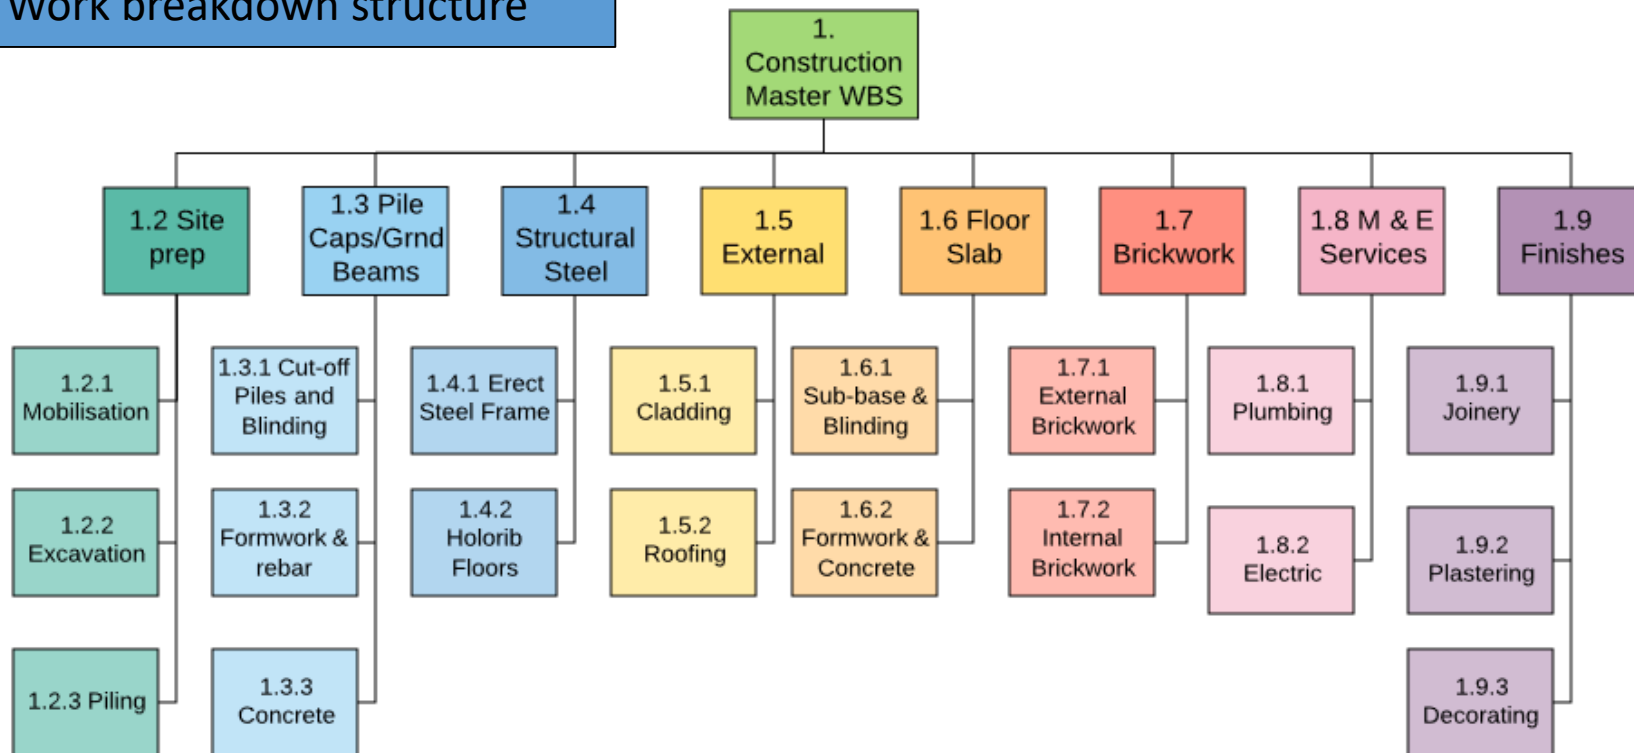 Work breakdown structure
1.
Construction
Master WBS
1.2 Site
prep
1.3 Pile
Caps/Grnd
Beams
1.4
Structural
Steel
1.5
External
1.6 Floor
Slab
1.7
Brickwork
1.8 M & E
Services
1.9
Finishes
1.2.1
Mobilisation
1.3.1 Cut-off
Piles and
Blinding
1.4.1 Erect
Steel Frame
1.5.1
Cladding
1.6.1
Sub-base &
Blinding
1.7.1
External
Brickwork
1.8.1
Plumbing
1.9.1
Joinery
1.2.2
Excavation
1.3.2
Formwork &
rebar
1.4.2
Holorib
Floors
1.5.2
Roofing
1.6.2
Formwork &
Concrete
1.7.2
Internal
Brickwork
1.8.2
Electric
1.9.2
Plastering
1.2.3 Piling
1.3.3
Concrete
1.9.3
Decorating